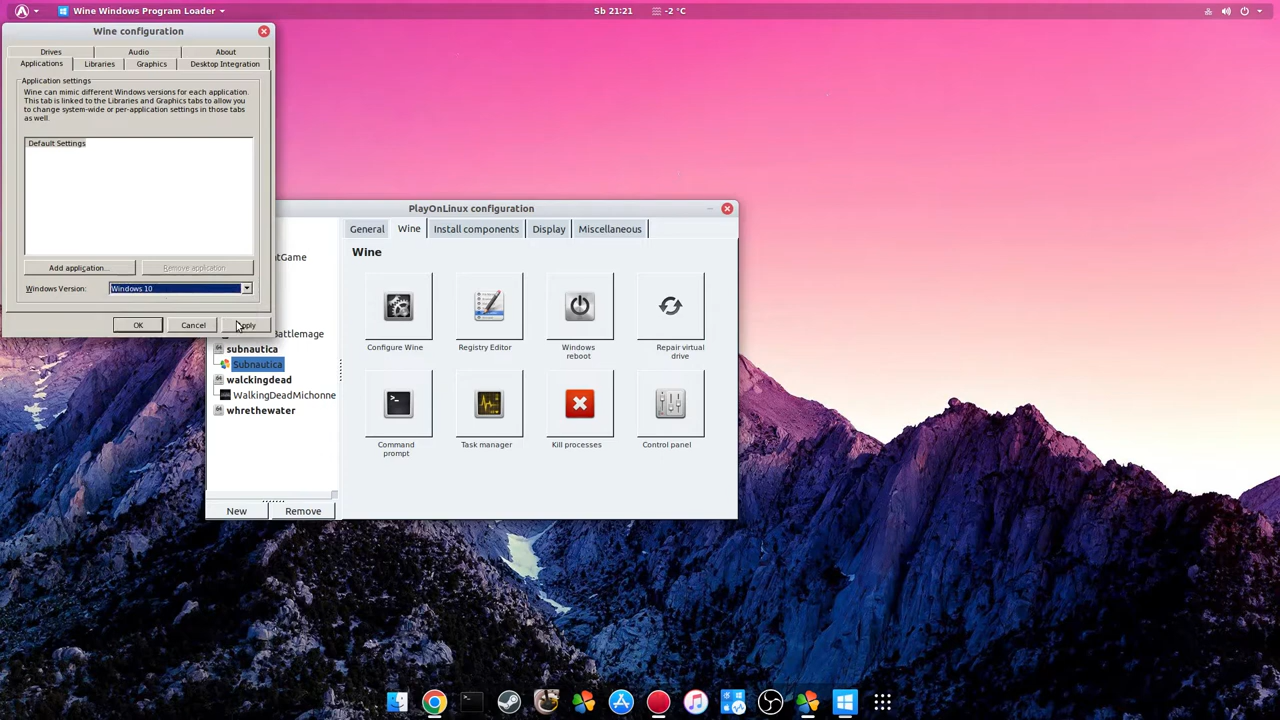 Wine Windows Program Loader
Sb 21:21
-2 °C
Wine configuration
Drives
Audio
About
Applications
Libraries
Graphics
Desktop Integration
Application settings
Wine can mimic different Windows versions for each application.
This tab is linked to the Libraries and Graphics tabs to allow you
to change system-wide or per-application settings in those tabs
as well.
Default Settings
Add application...
Remove application
Windows Version:
Windows 10
OK
Cancel
Apply
PlayOnLinux configuration
General
Wine
Install components
Display
Miscellaneous
ntGame
Battlemage
subnautica
Subnautica
walckingdead
WalkingDeadMichonne
whrethewater
New
Remove
Wine
Configure Wine
Registry Editor
Windows
reboot
Repair virtual
drive
Command
prompt
Task manager
Kill processes
Control panel